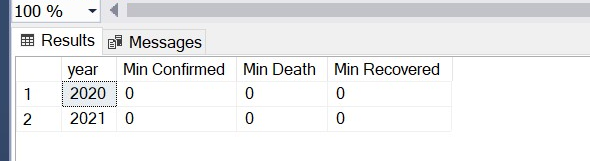 100 %
Results Messages
year Min Confirmed Min Death Min Recovered
1 2020 0 0 0
2 2021 0 0 0